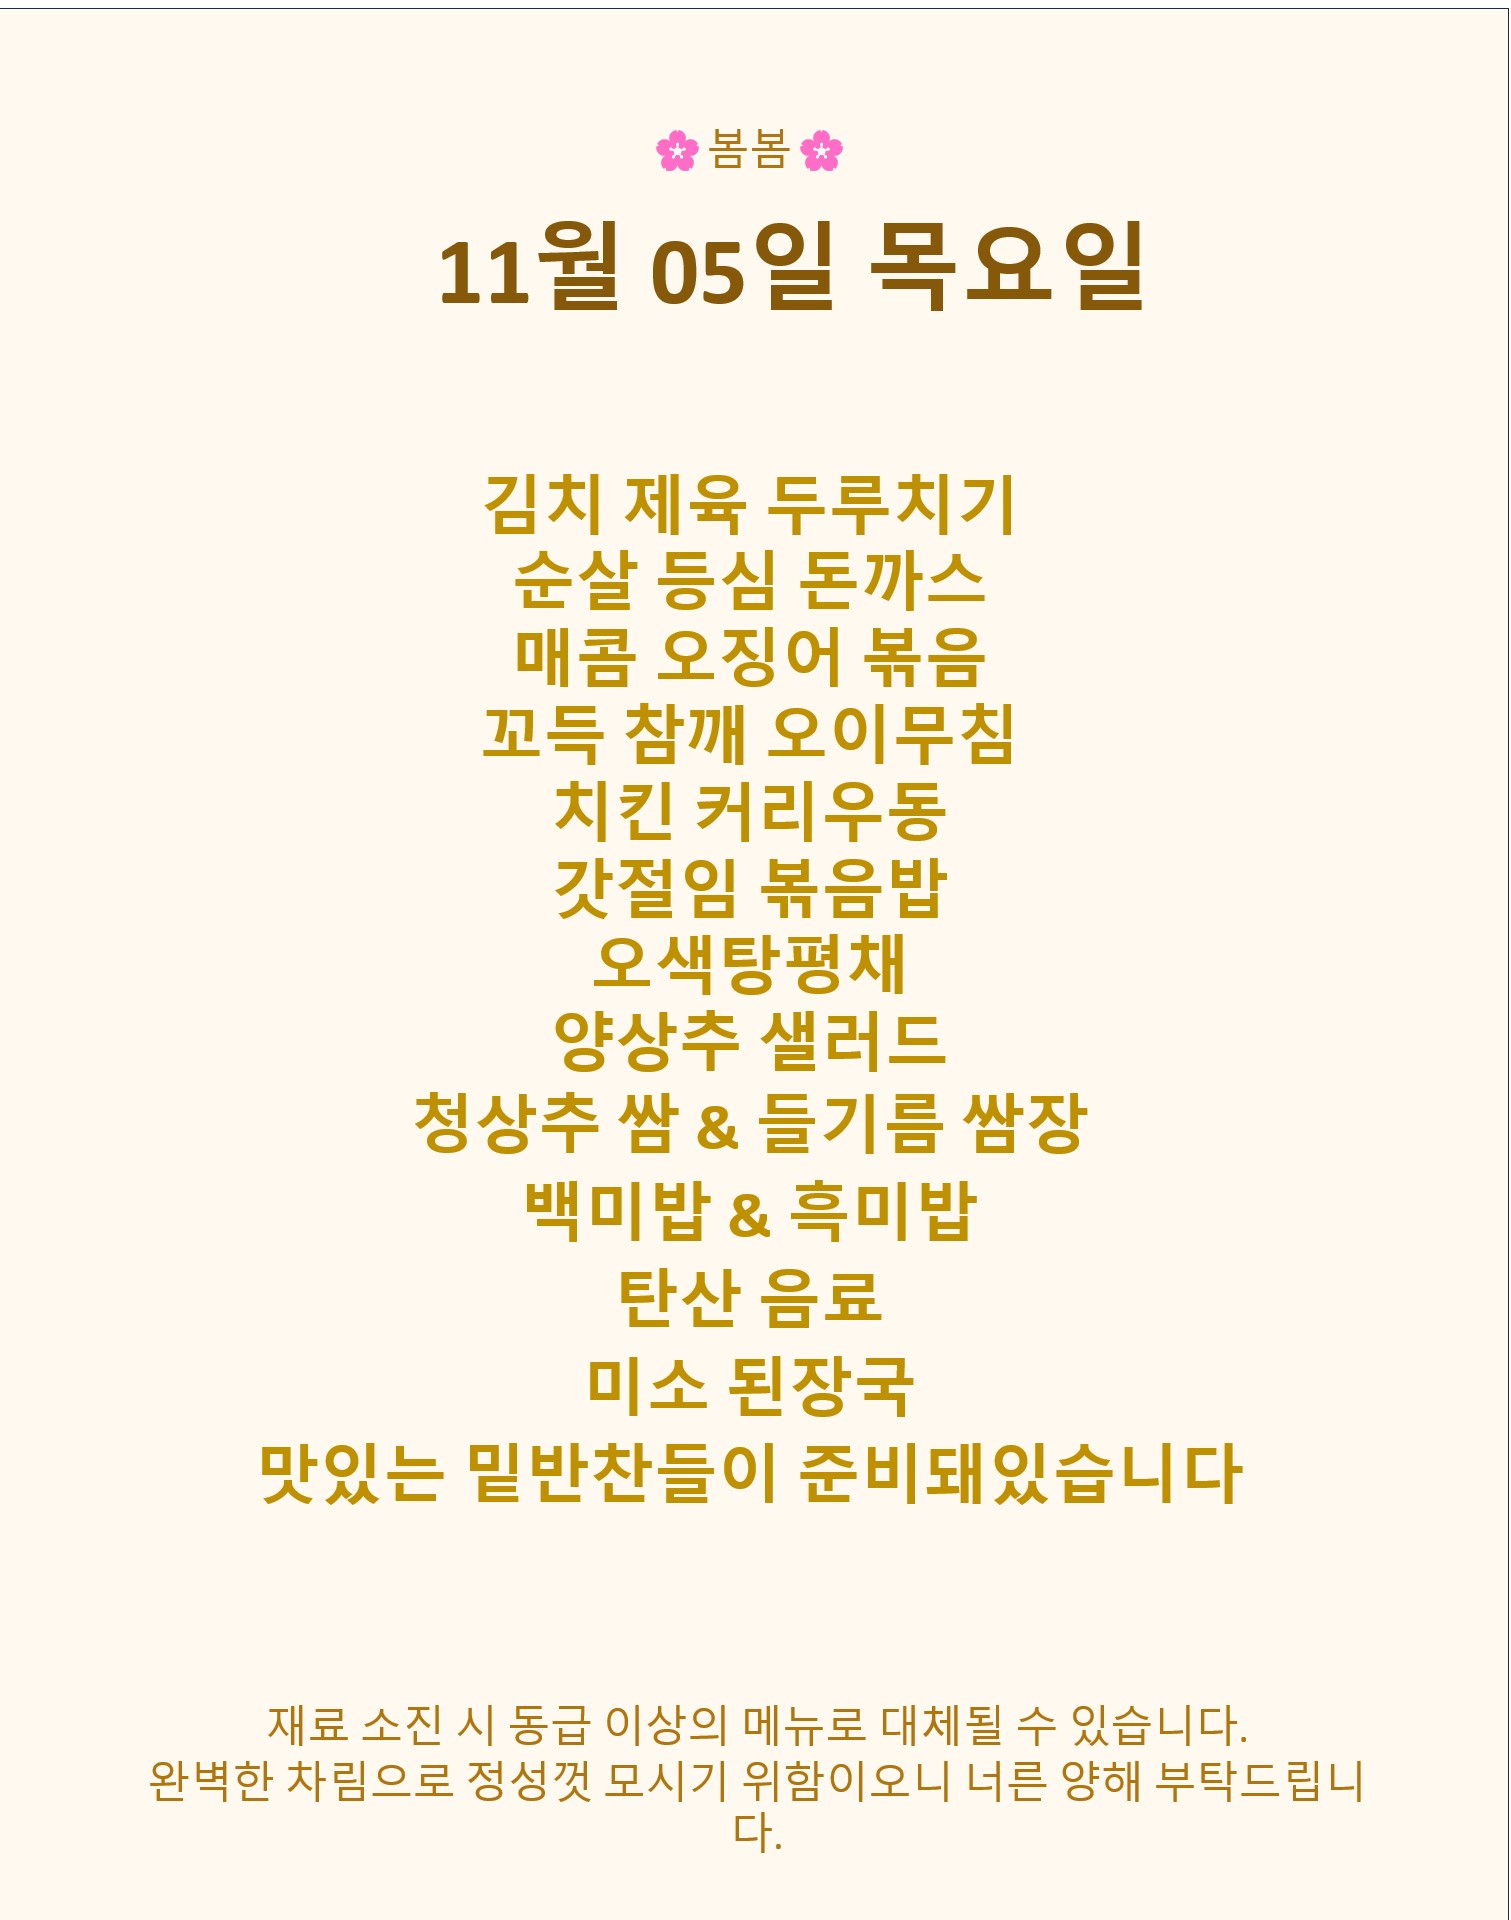 🌸봄봄🌸
11월 05일 목요일
김치 제육 두루치기
순살 등심 돈까스
매콤 오징어 볶음
꼬득 참깨 오이무침
치킨 커리우동
갓절임 볶음밥
오색탕평채
양상추 샐러드
청상추 쌈 & 들기름 쌈장
백미밥 & 흑미밥
탄산 음료
미소 된장국
맛있는 밑반찬들이 준비돼있습니다
재료 소진 시 동급 이상의 메뉴로 대체될 수 있습니다.
완벽한 차림으로 정성껏 모시기 위함이오니 너른 양해 부탁드립니
다.